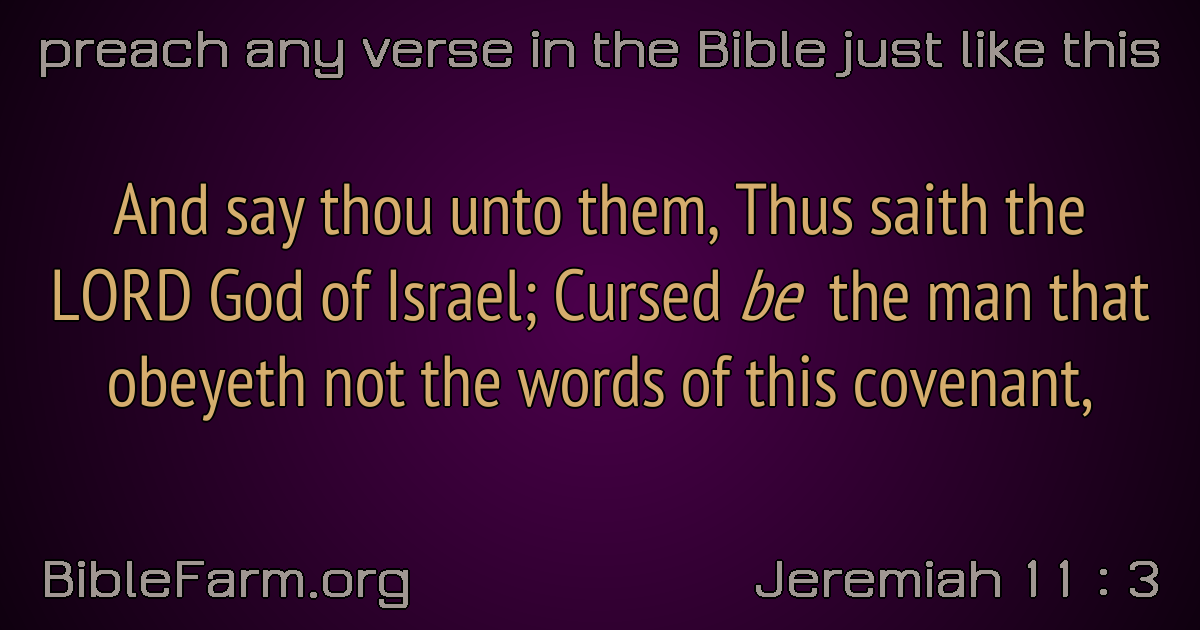 preach any verse in the Bible just like this
And say thou unto them, Thus saith the
LORD God of Israel; Cursed be the man that
obeyeth not the words of this covenant,
BibleFarm.org
Jeremiah 11 : 3